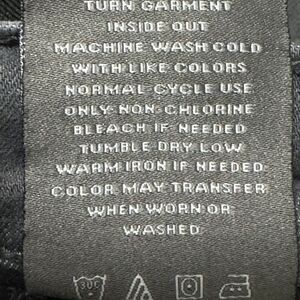 TURN GARMENT
INSIDE OUT
MACHINE WASH COLD
WITH LIKE COLORS
NORMAL CYCLE USE
ONLY NON-CHLORINE
BLEACH IF NEEDED
TUMBLE DRY LOW
WARM IRON IF NEEDED
COLOR MAY TRANSFER
WHEN WORN OR
WASHED
30C